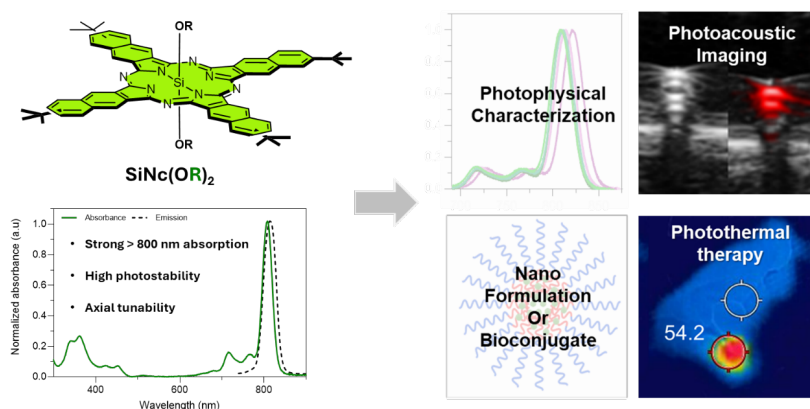 OR
N
N
N
N
Si
N
N
N
N
OR
SiNc(OR)2
Normalized absorbance (a.u)
1.0
0.8
0.6
0.4
0.2
0.0
Absorbance
Emission
• Strong > 800 nm absorption
• High photostability
• Axial tunability
400
600
800
Wavelength (nm)
Photophysical
Characterization
Photoacoustic
Imaging
Nano
Formulation
Or
Bioconjugate
Photothermal
therapy
54.2